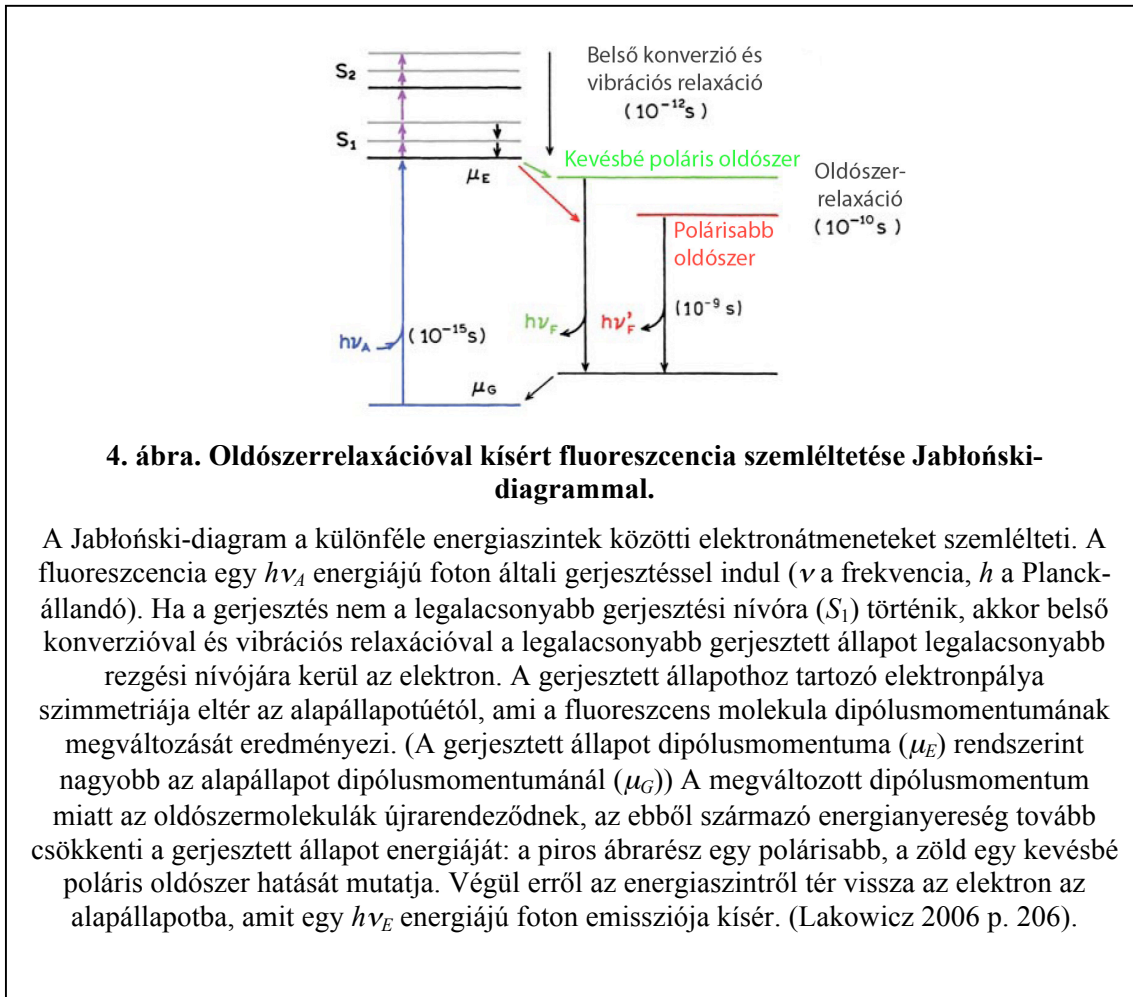 S₂
Belső konverzió és
vibrációs relaxáció
(10⁻¹²s)
S₁
μE
Kevésbé poláris oldószer
Oldószer-
relaxáció
(10⁻¹⁰s)
Polárisabb
oldószer
hνA
(10⁻¹⁵s)
hνF
hν'F
(10⁻⁹ s)
μG
4. ábra. Oldószerrelaxációval kísért fluoreszcencia szemléltetése Jabłoński-
diagrammal.
A Jabłoński-diagram a különféle energiaszintek közötti elektronátmeneteket szemlélteti. A
fluoreszcencia egy hνA energiájú foton általi gerjesztéssel indul (ν a frekvencia, h a Planck-
állandó). Ha a gerjesztés nem a legalacsonyabb gerjesztési nívóra (S₁) történik, akkor belső
konverzióval és vibrációs relaxációval a legalacsonyabb gerjesztett állapot legalacsonyabb
rezgési nívójára kerül az elektron. A gerjesztett állapothoz tartozó elektronpálya
szimmetriája eltér az alapállapotúétól, ami a fluoreszcens molekula dipólusmomentumának
megváltozását eredményezi. (A gerjesztett állapot dipólusmomentuma (μE) rendszerint
nagyobb az alapállapot dipólusmomentumánál (μG)) A megváltozott dipólusmomentum
miatt az oldószermolekulák újrarendeződnek, az ebből származó energianyereség tovább
csökkenti a gerjesztett állapot energiáját: a piros ábrarész egy polárisabb, a zöld egy kevésbé
poláris oldószer hatását mutatja. Végül erről az energiaszintről tér vissza az elektron az
alapállapotba, amit egy hνE energiájú foton emissziója kísér. (Lakowicz 2006 p. 206).